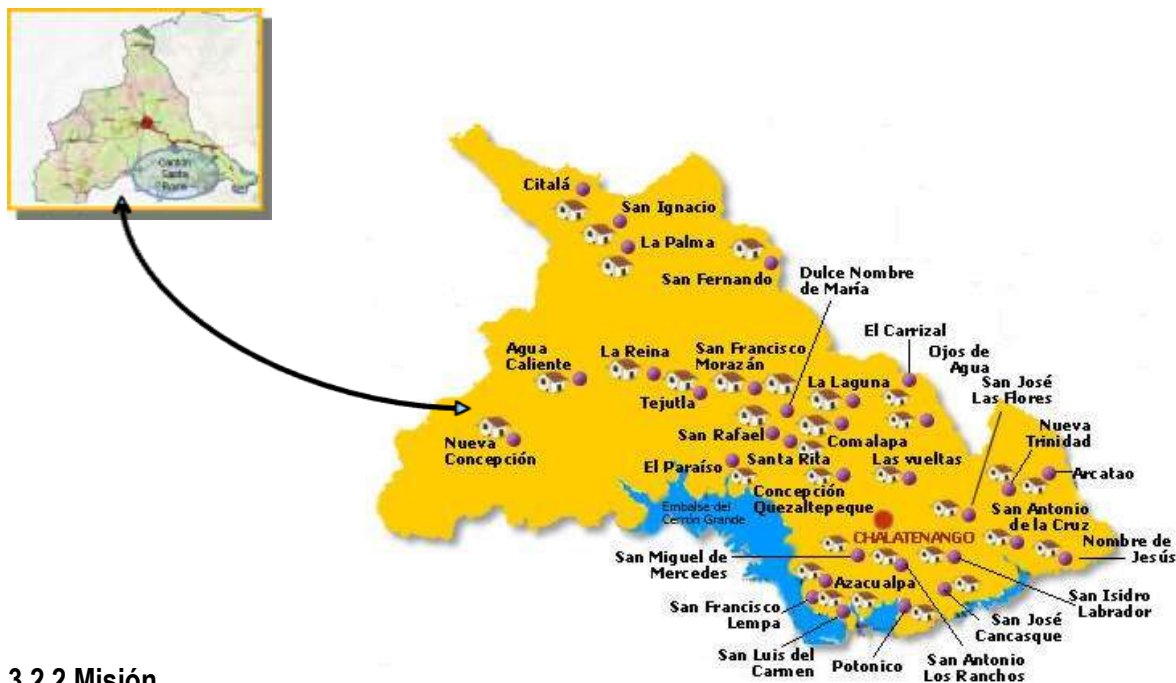 Cantón
Santa
Rosa
Citalá
San Ignacio
La Palma
San Fernando
Dulce Nombre
de María
El Carrizal
Ojos de
Agua
San José
Las Flores
Nueva
Trinidad
Arcatao
Agua
Caliente
La Reina
San Francisco
Morazán
Tejutla
La Laguna
San Rafael
Comalapa
Nueva
Concepción
El Paraíso
Santa Rita
Las vueltas
Concepción
Quezaltepeque
Embalse del
Cerrón Grande
San Antonio
de la Cruz
CHALATENANGO
Nombre de
Jesús
San Miguel de
Mercedes
Azacualpa
San Isidro
Labrador
San Francisco
Lempa
San José
Cancasque
San Luis del
Carmen
Potonico
San Antonio
Los Ranchos
3.2.2 Misión